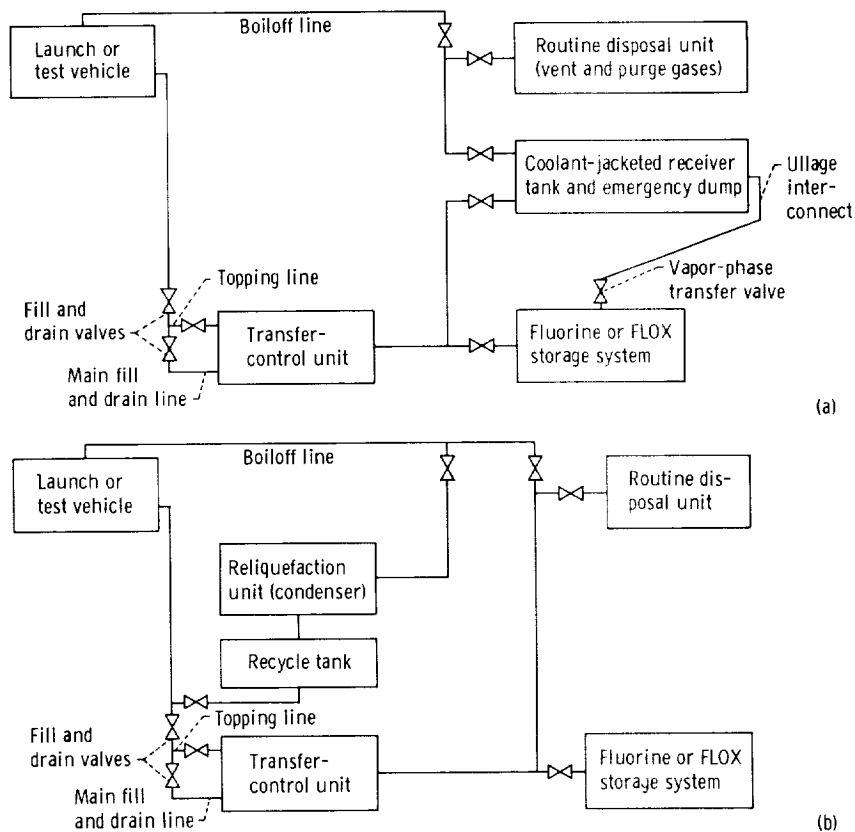 Boiloff line
Launch or
test vehicle
Routine disposal unit
(vent and purge gases)
Coolant-jacketed receiver
tank and emergency dump
Ullage
inter-
connect
Vapor-phase
transfer valve
Topping line
Fill and
drain valves
Transfer-
control unit
Fluorine or FLOX
storage system
Main fill
and drain line
(a)
Boiloff line
Launch or
test vehicle
Routine dis-
posal unit
Reliquefaction
unit (condenser)
Recycle tank
Topping line
Fill and
drain valves
Transfer-
control unit
Fluorine or FLOX
storage system
Main fill
and drain line
(b)